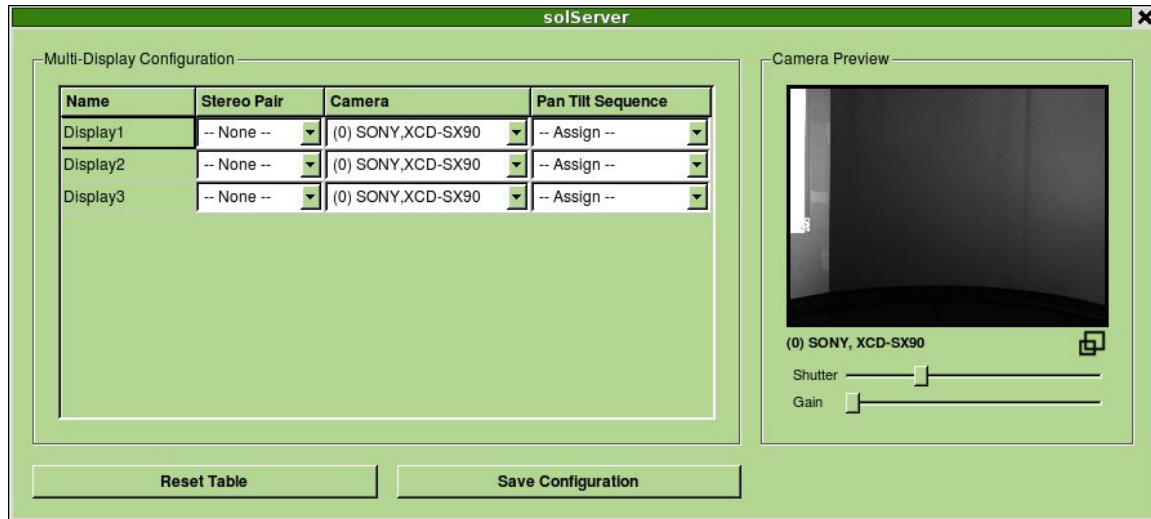 solServer
Multi-Display Configuration
Name Stereo Pair Camera Pan Tilt Sequence
Display1 -- None -- (0) SONY,XCD-SX90 -- Assign --
Display2 -- None -- (0) SONY,XCD-SX90 -- Assign --
Display3 -- None -- (0) SONY,XCD-SX90 -- Assign --
Reset Table Save Configuration
Camera Preview
(0) SONY, XCD-SX90
Shutter
Gain